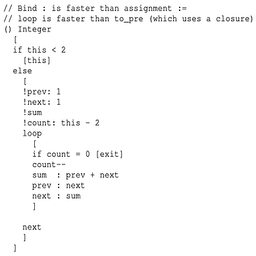 // Bind : is faster than assignment :=
// loop is faster than to_pre (which uses a closure)
() Integer
  [
  if this < 2
    [this]
  else
    [
    !prev: 1
    !next: 1
    !sum
    !count: this - 2
    loop
      [
      if count = 0 [exit]
      count--
      sum  : prev + next
      prev : next
      next : sum
      ]

    next
    ]
  ]